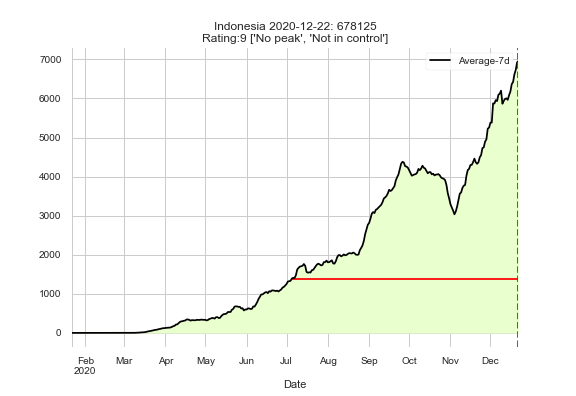 Indonesia 2020-12-22: 678125
Rating:9 ['No peak', 'Not in control']
Average-7d
7000
6000
5000
4000
3000
2000
1000
0
Feb Mar Apr May Jun Jul Aug Sep Oct Nov Dec
2020
Date